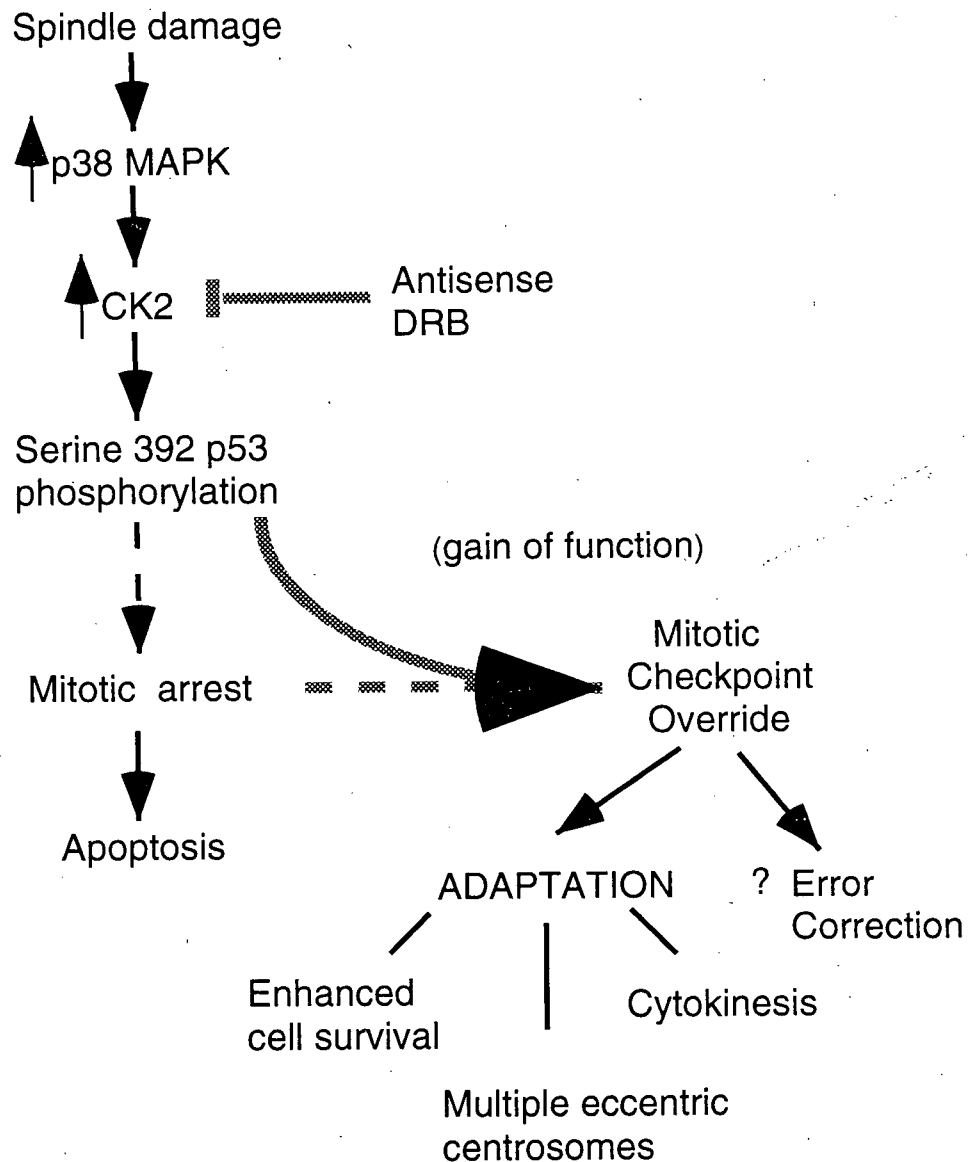 Spindle damage
p38 MAPK
CK2
Antisense
DRB
Serine 392 p53
phosphorylation
(gain of function)
Mitotic arrest
Mitotic
Checkpoint
Override
Apoptosis
ADAPTATION
? Error
Correction
Enhanced
cell survival
Cytokinesis
Multiple eccentric
centrosomes